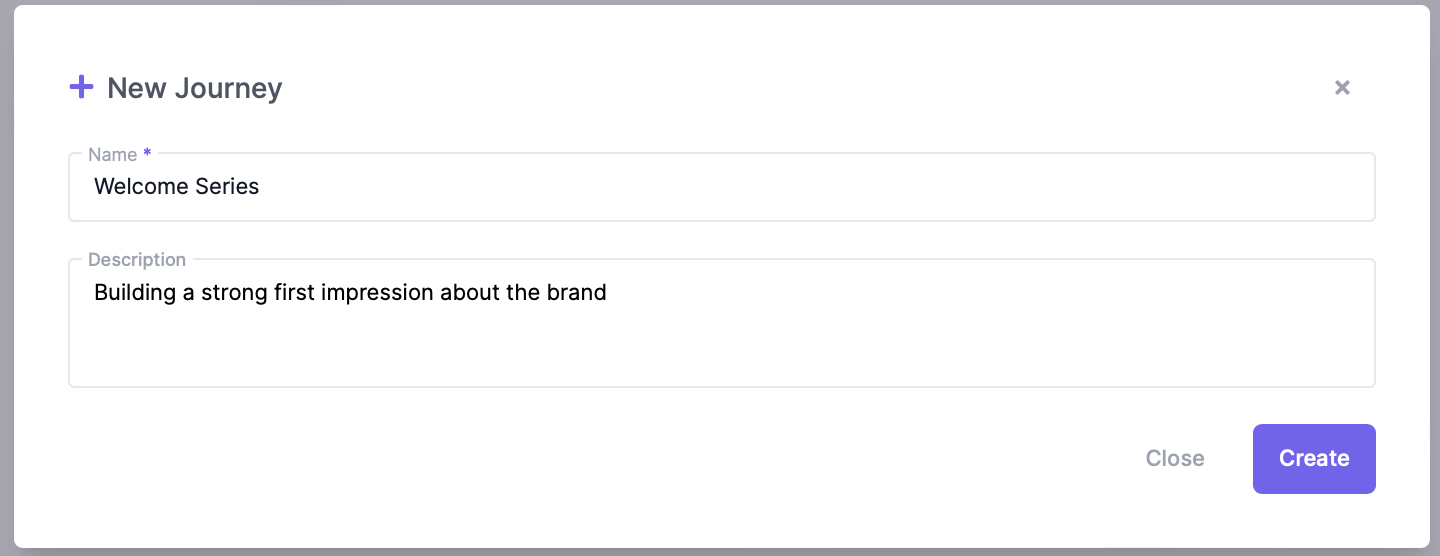 New Journey
Name *
Welcome Series
Description
Building a strong first impression about the brand
Close
Create